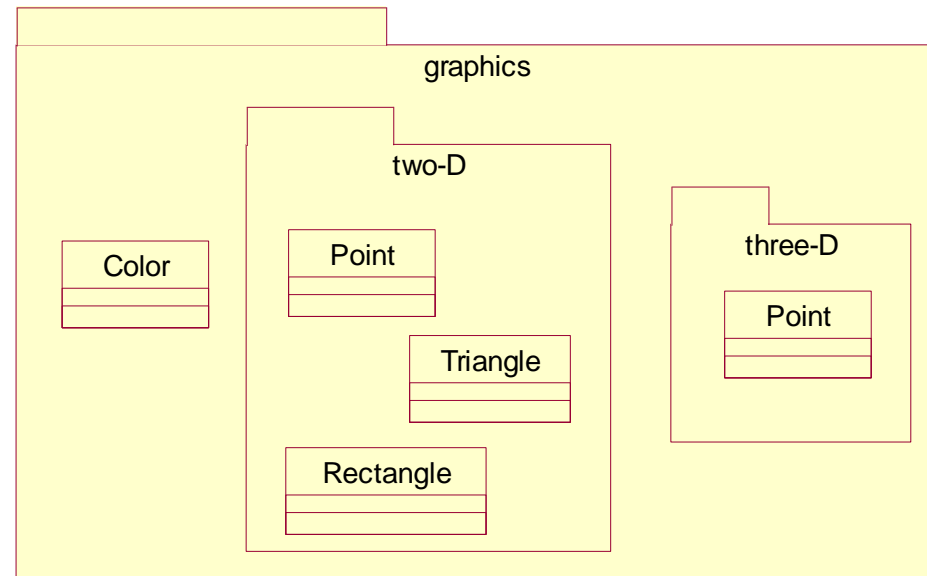 graphics
two-D
three-D
Color
Point
Point
Triangle
Rectangle